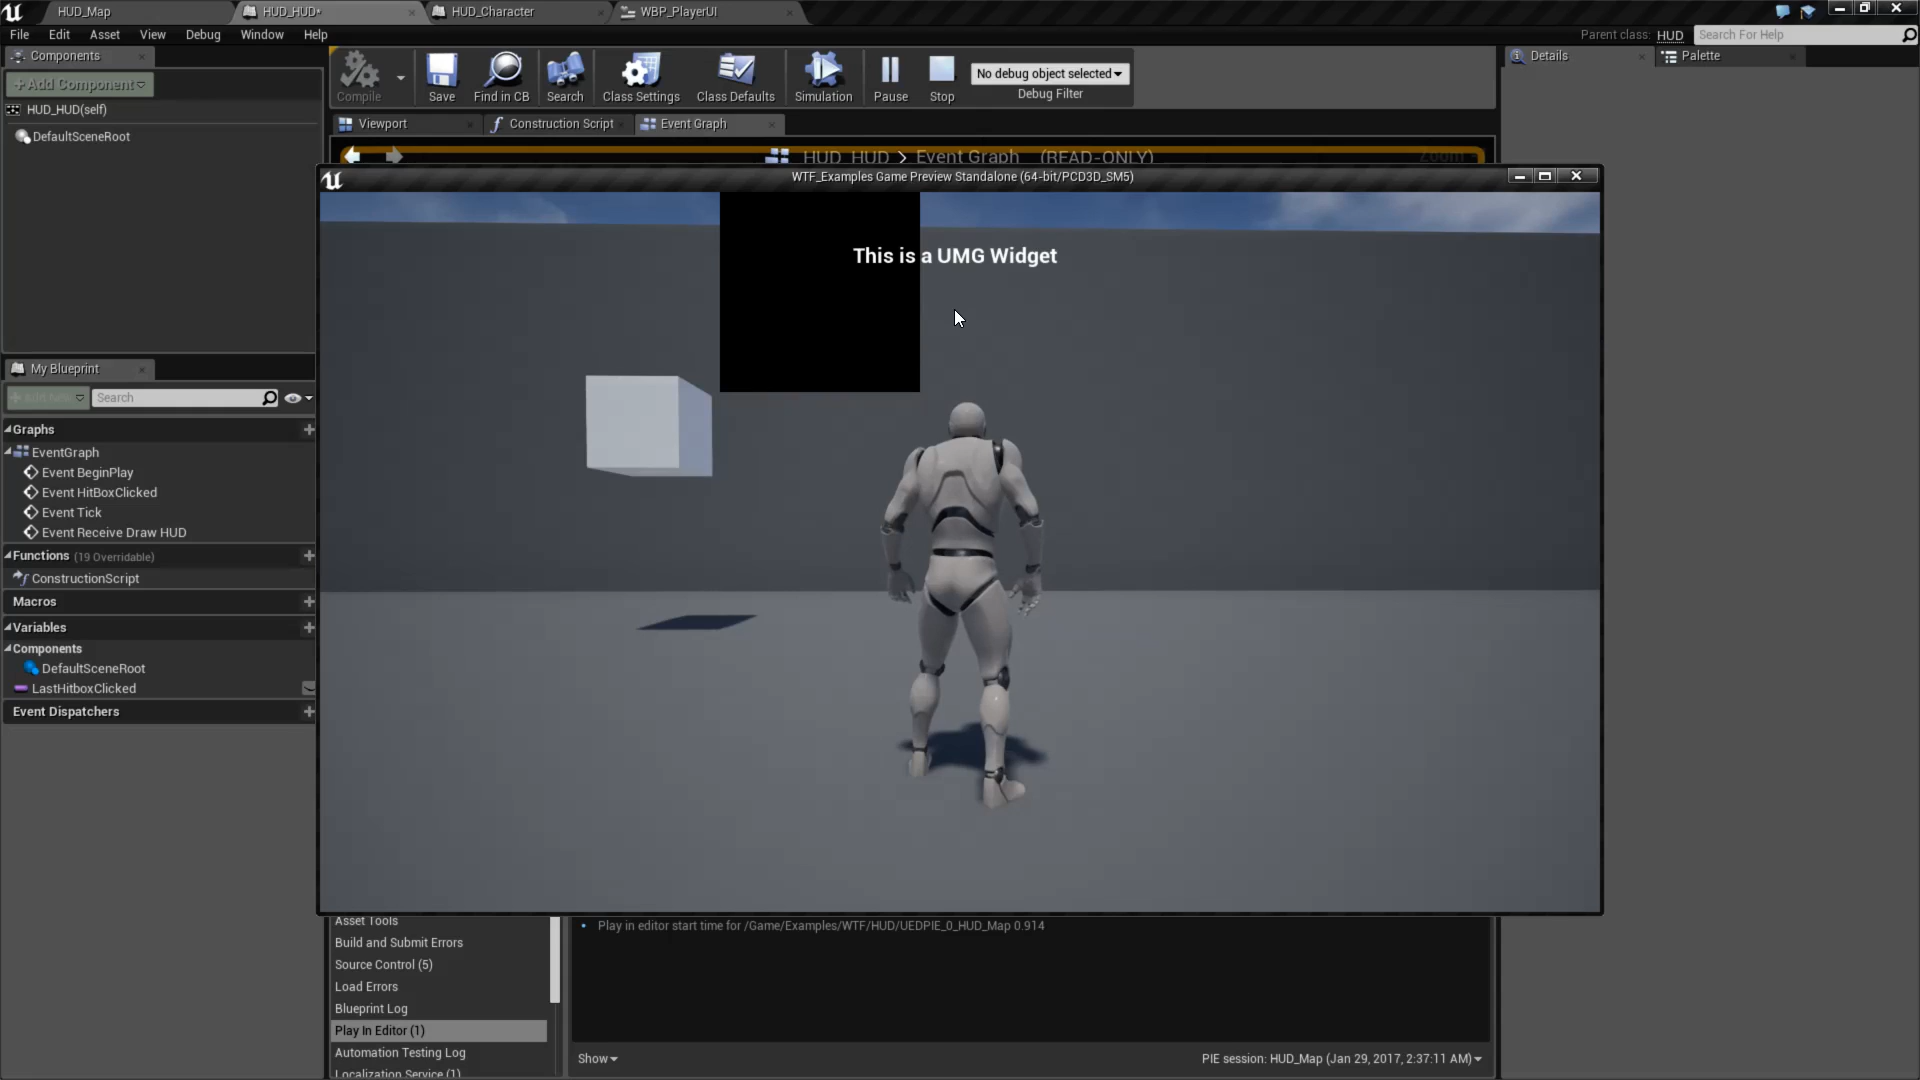 HUD_Map
HUD_HUD*
HUD_Character
WBP_PlayerUI
File Edit Asset View Debug Window Help
Parent class: HUD
Search For Help
Components
+Add Component
HUD_HUD(self)
DefaultSceneRoot
Compile
Save
Find in CB
Search
Class Settings
Class Defaults
Simulation
Pause
Stop
No debug object selected
Debug Filter
Details
Palette
Viewport
Construction Script
Event Graph
HUD_HUD > Event Graph (READ-ONLY)
Zoom
WTF_Examples Game Preview Standalone (64-bit/PCD3D_SM5)
This is a UMG Widget
My Blueprint
Search
Graphs
EventGraph
Event BeginPlay
Event HitBoxClicked
Event Tick
Event Receive Draw HUD
Functions (19 Overridable)
ConstructionScript
Macros
Variables
Components
DefaultSceneRoot
LastHitboxClicked
Event Dispatchers
Asset Tools
Build and Submit Errors
Source Control (5)
Load Errors
Blueprint Log
Play In Editor (1)
Automation Testing Log
Localization Service (1)
Play in editor start time for /Game/Examples/WTF/HUD/UEDPIE_0_HUD_Map 0.914
Show
PIE session: HUD_Map (Jan 29, 2017, 2:37:11 AM)